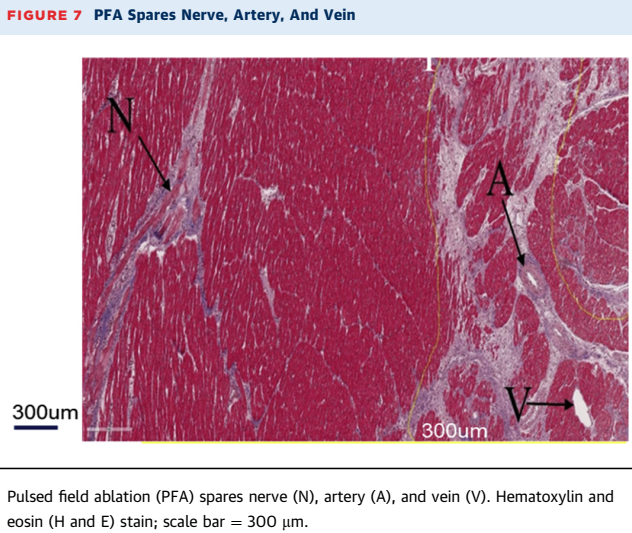 FIGURE 7 PFA Spares Nerve, Artery, And Vein
N
A
V
300um
300um
Pulsed field ablation (PFA) spares nerve (N), artery (A), and vein (V). Hematoxylin and
eosin (H and E) stain; scale bar = 300 μm.